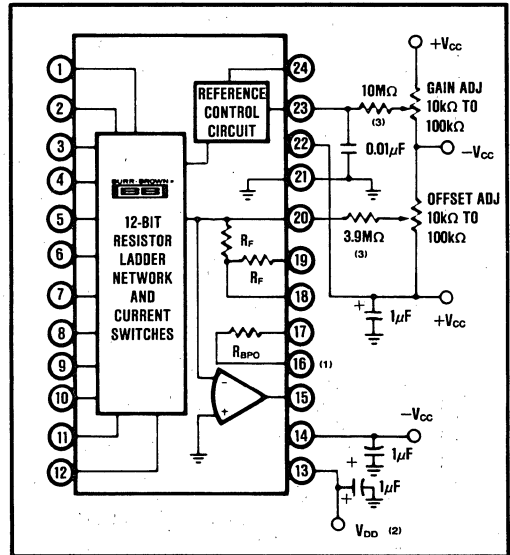 1
2
3
4
5
6
7
8
9
10
11
12
BURR-BROWN®
BB
12-BIT
RESISTOR
LADDER
NETWORK
AND
CURRENT
SWITCHES
REFERENCE
CONTROL
CIRCUIT
RF
RF
RBPO
-
+
24
23
22
21
20
19
18
17
16 (1)
15
14
13
+VCC
GAIN ADJ
10kΩ TO
100kΩ
10MΩ
(3)
0.01μF
-VCC
OFFSET ADJ
10kΩ TO
100kΩ
3.9MΩ
(3)
+
1μF
+VCC
-VCC
+
1μF
+
1μF
+
VDD (2)